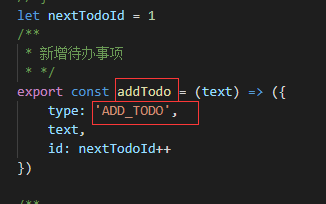 let nextTodoId = 1
/**
 * 新增待办事项
 * */
export const addTodo = (text) => ({
    type: 'ADD_TODO',
    text,
    id: nextTodoId++
})
/**